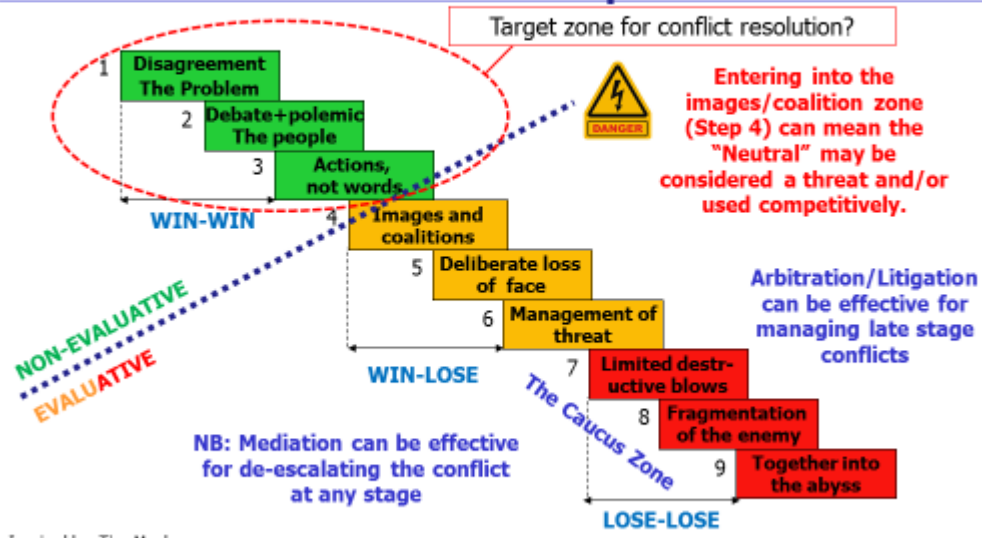 Target zone for conflict resolution?
1
Disagreement
The Problem
2
Debate+polemic
The people
3
Actions,
not words
WIN-WIN
DANGER
Entering into the
images/coalition zone
(Step 4) can mean the
“Neutral” may be
considered a threat and/or
used competitively.
4
Images and
coalitions
5
Deliberate loss
of face
6
Management of
threat
WIN-LOSE
NON-EVALUATIVE
EVALUATIVE
Arbitration/Litigation
can be effective for
managing late stage
conflicts
7
Limited destr-
uctive blows
8
Fragmentation
of the enemy
9
Together into
the abyss
The Caucus Zone
LOSE-LOSE
NB: Mediation can be effective
for de-escalating the conflict
at any stage